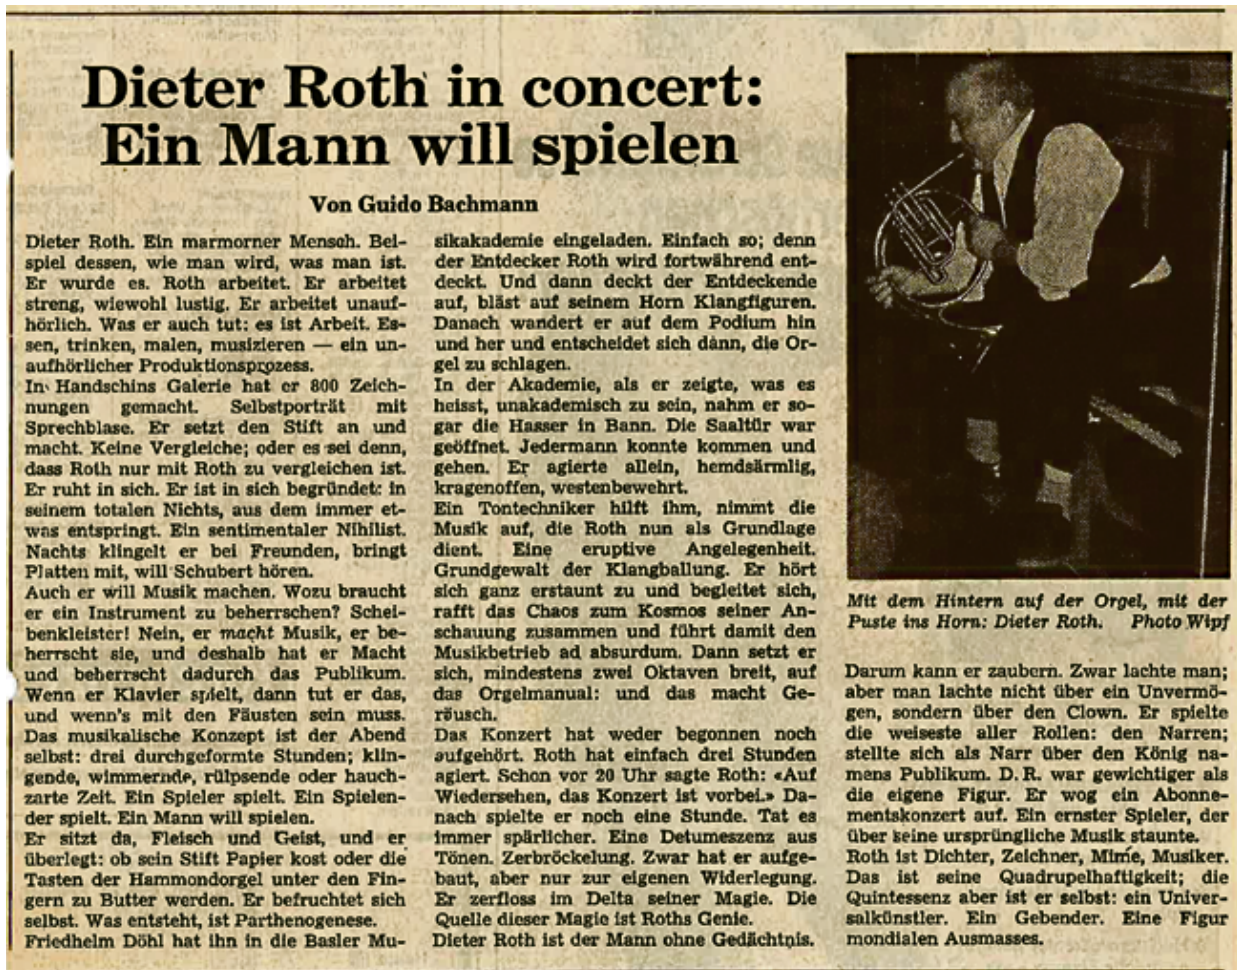 Dieter Roth in concert:
Ein Mann will spielen
Von Guido Bachmann
Dieter Roth. Ein marmorner Mensch. Bei-
spiel dessen, wie man wird, was man ist.
Er wurde es. Roth arbeitet. Er arbeitet
streng, wiewohl lustig. Er arbeitet unauf-
hörlich. Was er auch tut: es ist Arbeit. Es-
sen, trinken, malen, musizieren — ein un-
aufhörlicher Produktionsprozess.
In Handschins Galerie hat er 800 Zeich-
nungen gemacht. Selbstporträt mit
Sprechblase. Er setzt den Stift an und
macht. Keine Vergleiche; oder es sei denn,
dass Roth nur mit Roth zu vergleichen ist.
Er ruht in sich. Er ist in sich begründet: in
seinem totalen Nichts, aus dem immer et-
was entspringt. Ein sentimentaler Nihilist.
Nachts klingelt er bei Freunden, bringt
Platten mit, will Schubert hören.
Auch er will Musik machen. Wozu braucht
er ein Instrument zu beherrschen? Schei-
benkleister! Nein, er macht Musik, er be-
herrscht sie, und deshalb hat er Macht
und beherrscht dadurch das Publikum.
Wenn er Klavier spielt, dann tut er das,
und wenn's mit den Fäusten sein muss.
Das musikalische Konzept ist der Abend
selbst: drei durchgeformte Stunden; klin-
gende, wimmernde, rülpsende oder hauch-
zarte Zeit. Ein Spieler spielt. Ein Spielen-
der spielt. Ein Mann will spielen.
Er sitzt da, Fleisch und Geist, und er
überlegt: ob sein Stift Papier kost oder die
Tasten der Hammondorgel unter den Fin-
gern zu Butter werden. Er befruchtet sich
selbst. Was entsteht, ist Parthenogenese.
Friedhelm Döhl hat ihn in die Basler Mu-
sikakademie eingeladen. Einfach so; denn
der Entdecker Roth wird fortwährend ent-
deckt. Und dann deckt der Entdeckende
auf, bläst auf seinem Horn Klangfiguren.
Danach wandert er auf dem Podium hin
und her und entscheidet sich dann, die Or-
gel zu schlagen.
In der Akademie, als er zeigte, was es
heisst, unakademisch zu sein, nahm er so-
gar die Hasser in Bann. Die Saaltür war
geöffnet. Jedermann konnte kommen und
gehen. Er agierte allein, hemdsärmlig,
kragenoffen, westenbewehrt.
Ein Tontechniker hilft ihm, nimmt die
Musik auf, die Roth nun als Grundlage
dient. Eine eruptive Angelegenheit.
Grundgewalt der Klangballung. Er hört
sich ganz erstaunt zu und begleitet sich,
rafft das Chaos zum Kosmos seiner An-
schauung zusammen und führt damit den
Musikbetrieb ad absurdum. Dann setzt er
sich, mindestens zwei Oktaven breit, auf
das Orgelmanual: und das macht Ge-
räusch.
Das Konzert hat weder begonnen noch
aufgehört. Roth hat einfach drei Stunden
agiert. Schon vor 20 Uhr sagte Roth: «Auf
Wiedersehen, das Konzert ist vorbei.» Da-
nach spielte er noch eine Stunde. Tat es
immer spärlicher. Eine Detumeszenz aus
Tönen. Zerbröckelung. Zwar hat er aufge-
baut, aber nur zur eigenen Widerlegung.
Er zerfloss im Delta seiner Magie. Die
Quelle dieser Magie ist Roths Genie.
Dieter Roth ist der Mann ohne Gedächtnis.
Mit dem Hintern auf der Orgel, mit der
Puste ins Horn: Dieter Roth. Photo Wipf
Darum kann er zaubern. Zwar lachte man;
aber man lachte nicht über ein Unvermö-
gen, sondern über den Clown. Er spielte
die weiseste aller Rollen: den Narren;
stellte sich als Narr über den König na-
mens Publikum. D. R. war gewichtiger als
die eigene Figur. Er wog ein Abonne-
mentskonzert auf. Ein ernster Spieler, der
über seine ursprüngliche Musik staunte.
Roth ist Dichter, Zeichner, Mime, Musiker.
Das ist seine Quadrupelhaftigkeit; die
Quintessenz aber ist er selbst: ein Univer-
salkünstler. Ein Gebender. Eine Figur
mondialen Ausmasses.